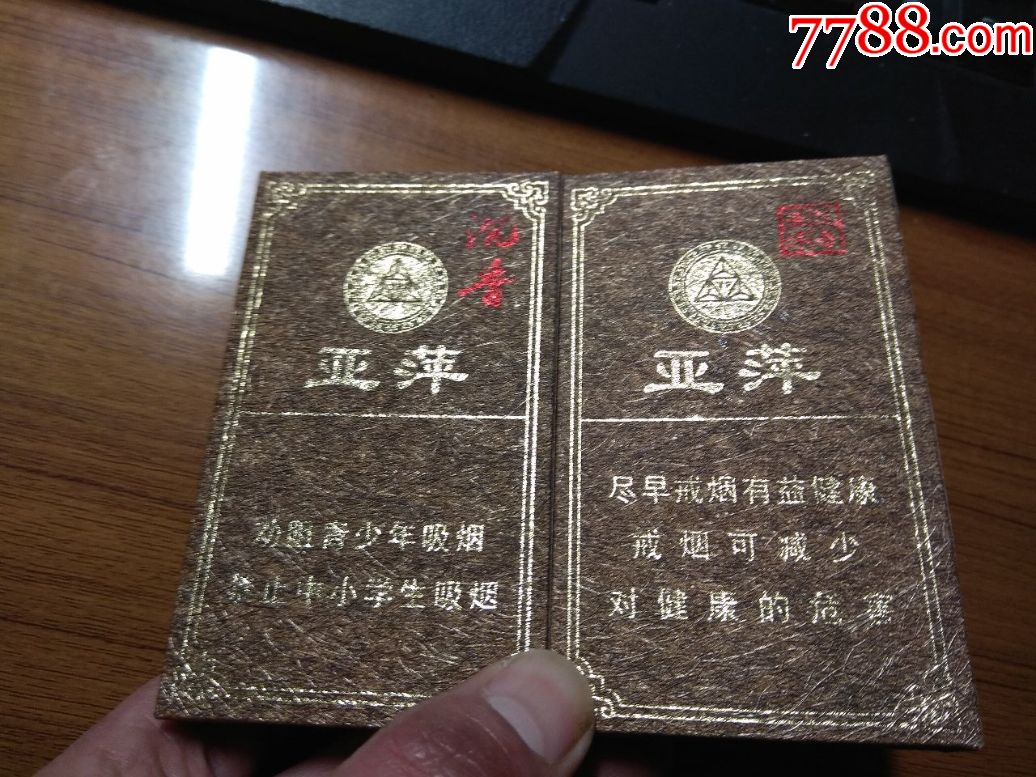 7788.com
沉香
亚萍
劝阻青少年吸烟
禁止中小学生吸烟
亚萍
尽早戒烟有益健康
戒烟可减少
对健康的危害